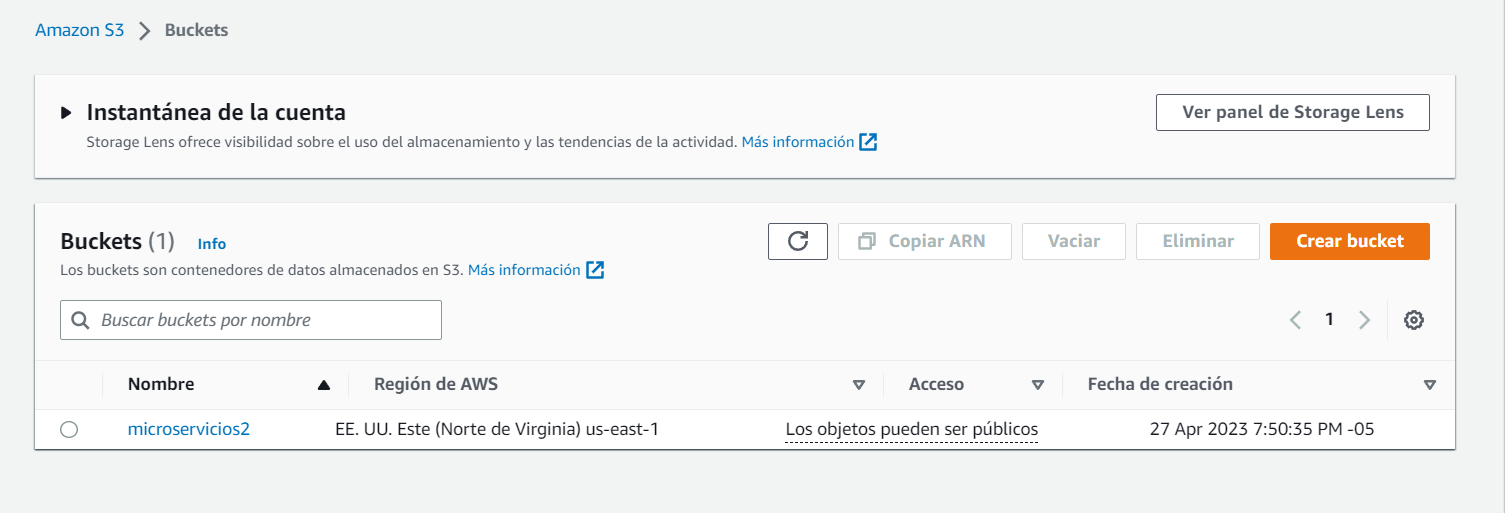 Amazon S3 > Buckets
Instantánea de la cuenta
Ver panel de Storage Lens
Storage Lens ofrece visibilidad sobre el uso del almacenamiento y las tendencias de la actividad. Más información
Buckets (1) Info
Copiar ARN Vaciar Eliminar Crear bucket
Los buckets son contenedores de datos almacenados en S3. Más información
Buscar buckets por nombre
1
Nombre Región de AWS Acceso Fecha de creación
microservicios2 EE. UU. Este (Norte de Virginia) us-east-1 Los objetos pueden ser públicos 27 Apr 2023 7:50:35 PM -05